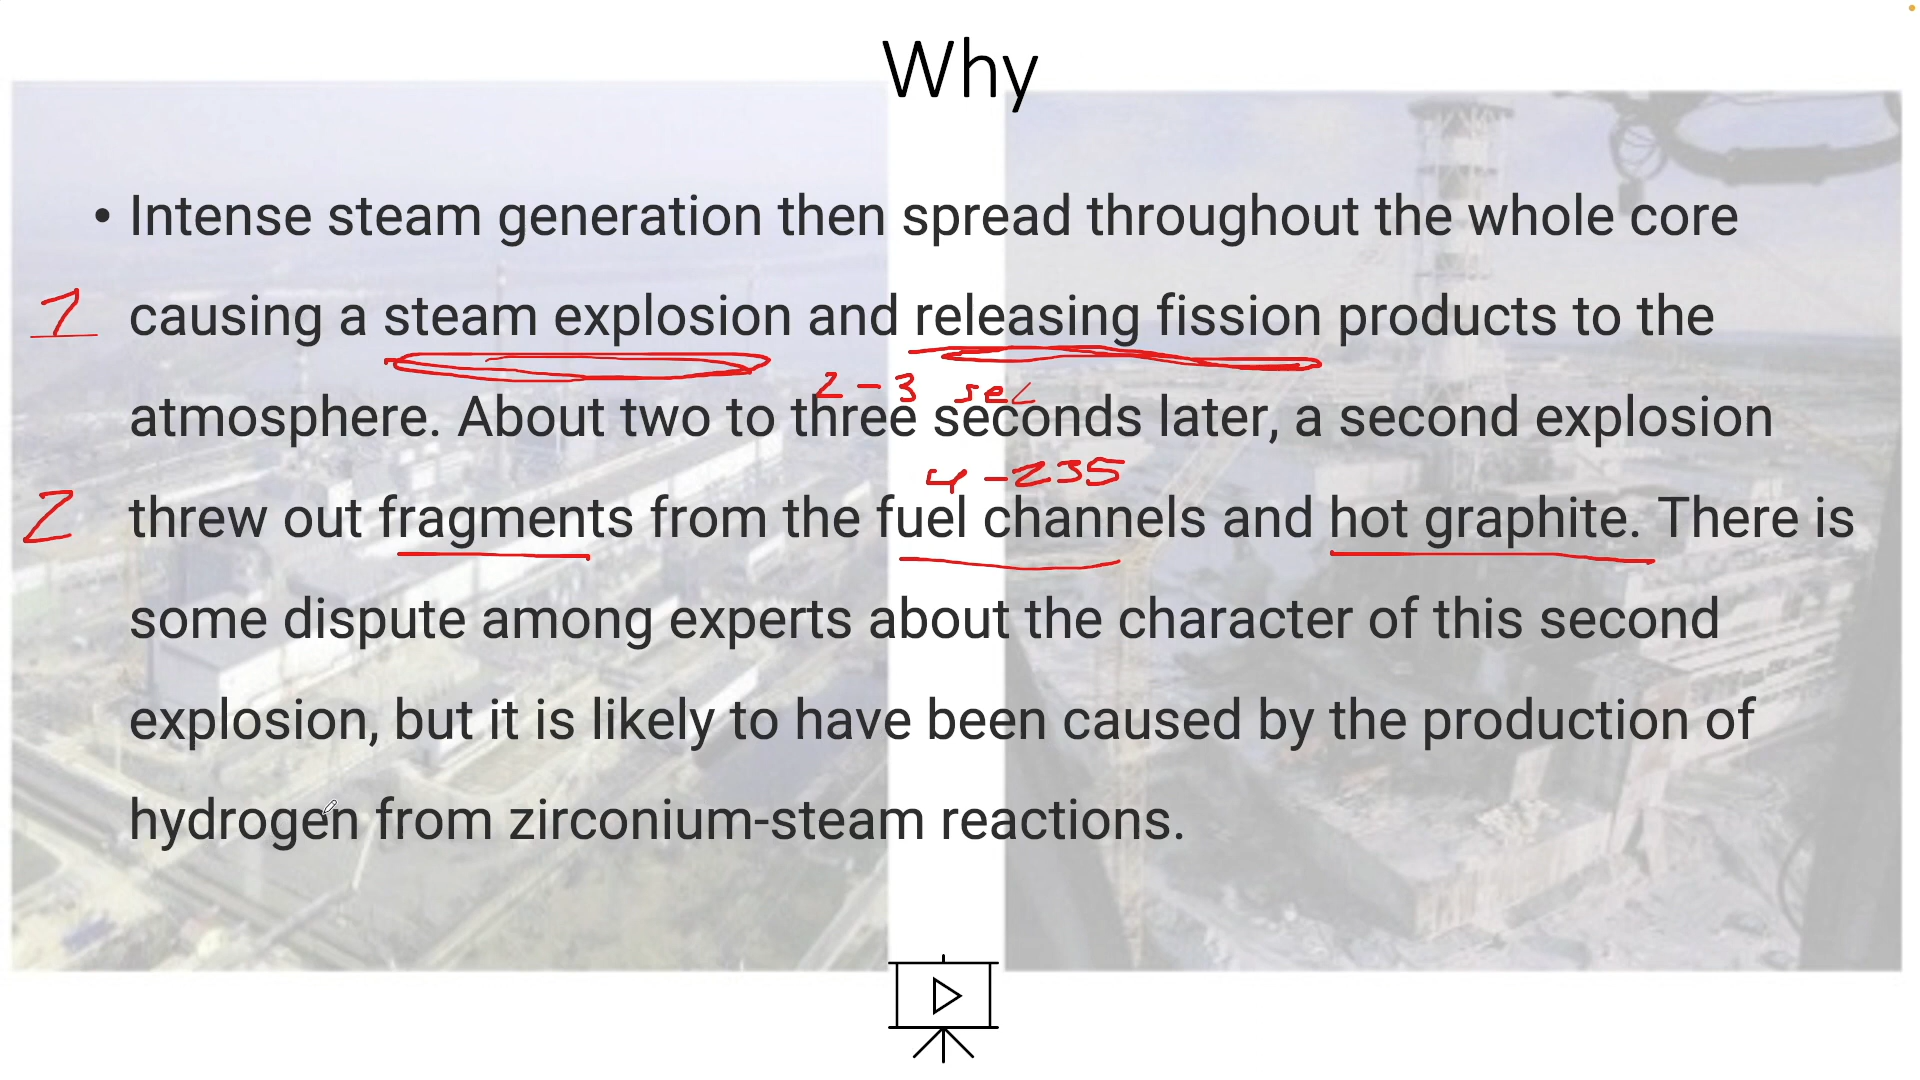 Why
• Intense steam generation then spread throughout the whole core
1 causing a steam explosion and releasing fission products to the
2-3 sec
atmosphere. About two to three seconds later, a second explosion
4-235
2 threw out fragments from the fuel channels and hot graphite. There is
some dispute among experts about the character of this second
explosion, but it is likely to have been caused by the production of
hydrogen from zirconium-steam reactions.